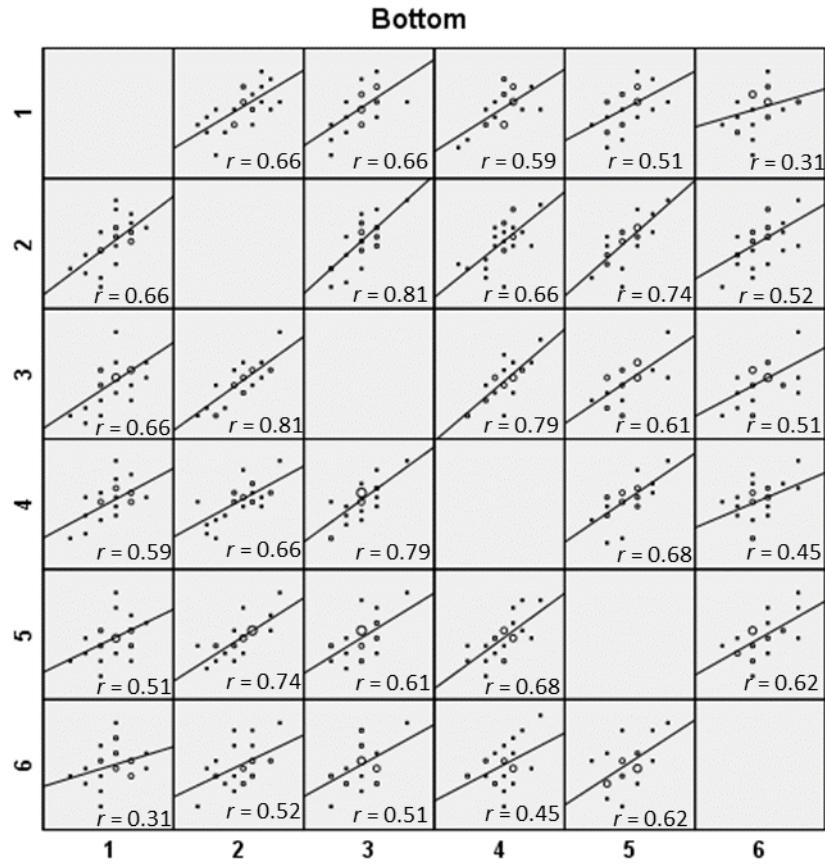 Bottom
1
r = 0.66 r = 0.66 r = 0.59 r = 0.51 r = 0.31
2
r = 0.66 r = 0.81 r = 0.66 r = 0.74 r = 0.52
3
r = 0.66 r = 0.81 r = 0.79 r = 0.61 r = 0.51
4
r = 0.59 r = 0.66 r = 0.79 r = 0.68 r = 0.45
5
r = 0.51 r = 0.74 r = 0.61 r = 0.68 r = 0.62
6
r = 0.31 r = 0.52 r = 0.51 r = 0.45 r = 0.62
1 2 3 4 5 6